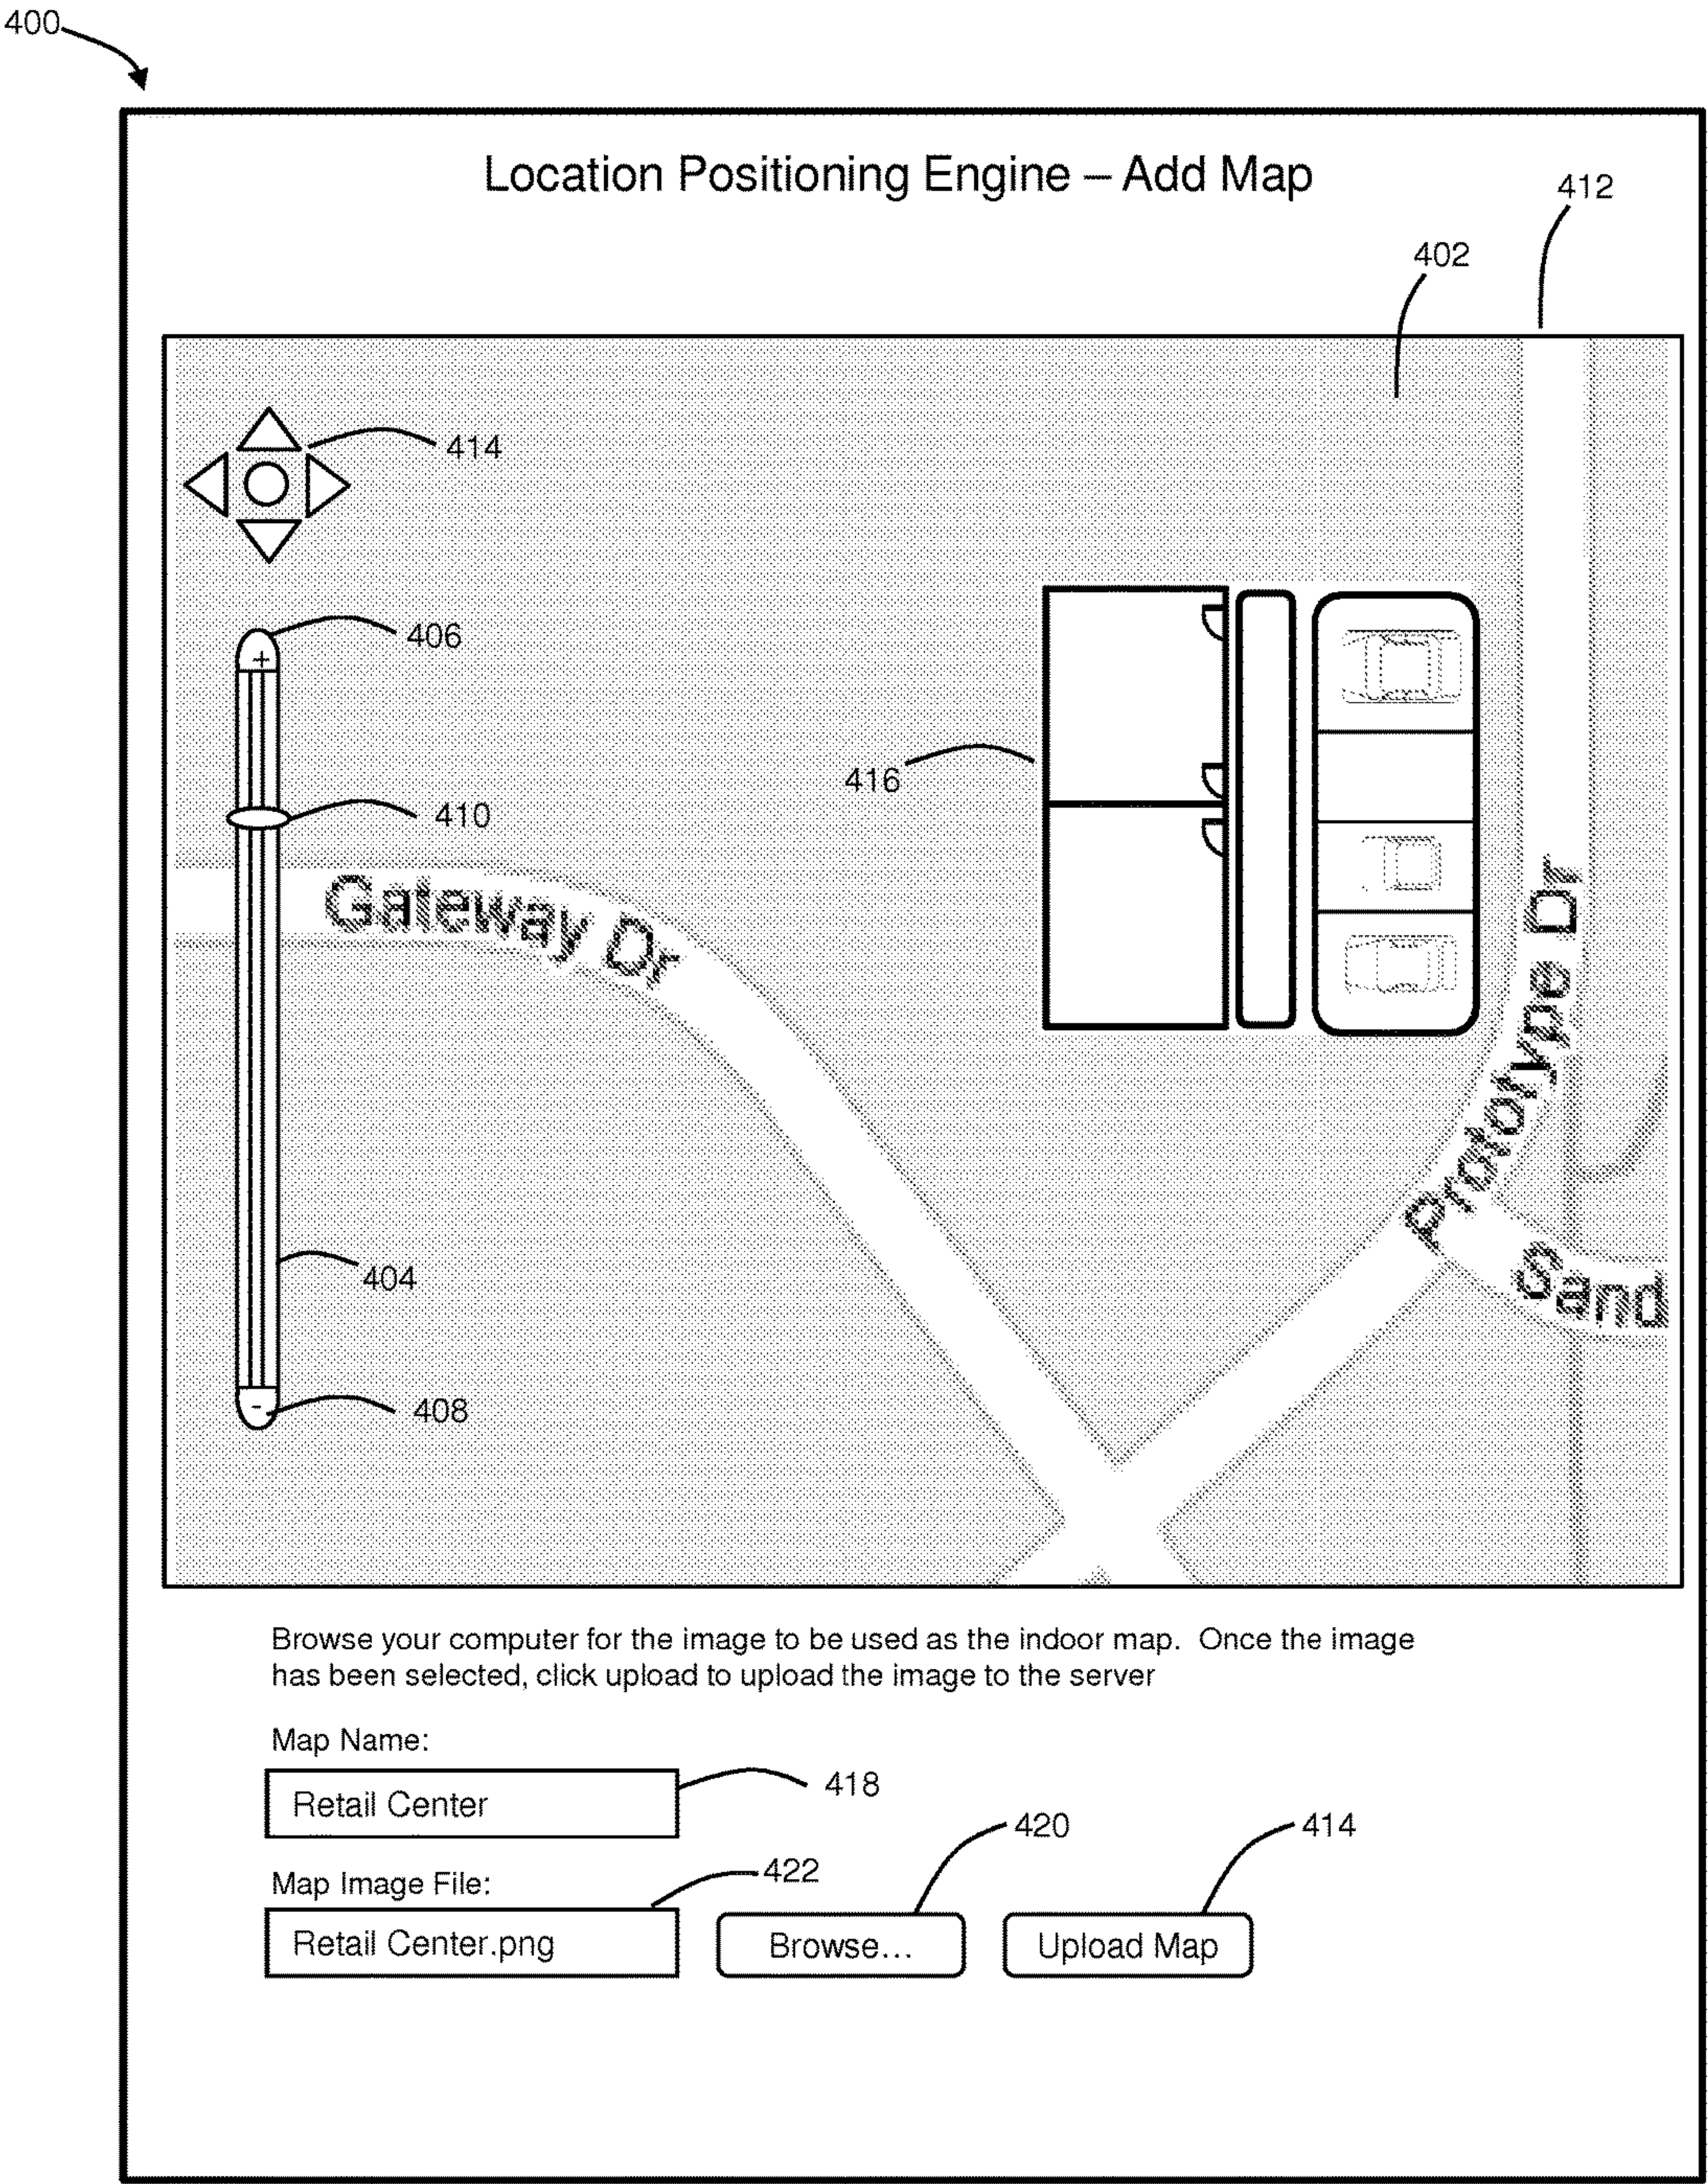 400
Location Positioning Engine – Add Map
412
402
414
406
+
416
410
Gateway Dr
Prototype Dr
Sand
404
-
408
Browse your computer for the image to be used as the indoor map. Once the image
has been selected, click upload to upload the image to the server
Map Name:
Retail Center
418
420
414
Map Image File:
422
Retail Center.png
Browse...
Upload Map